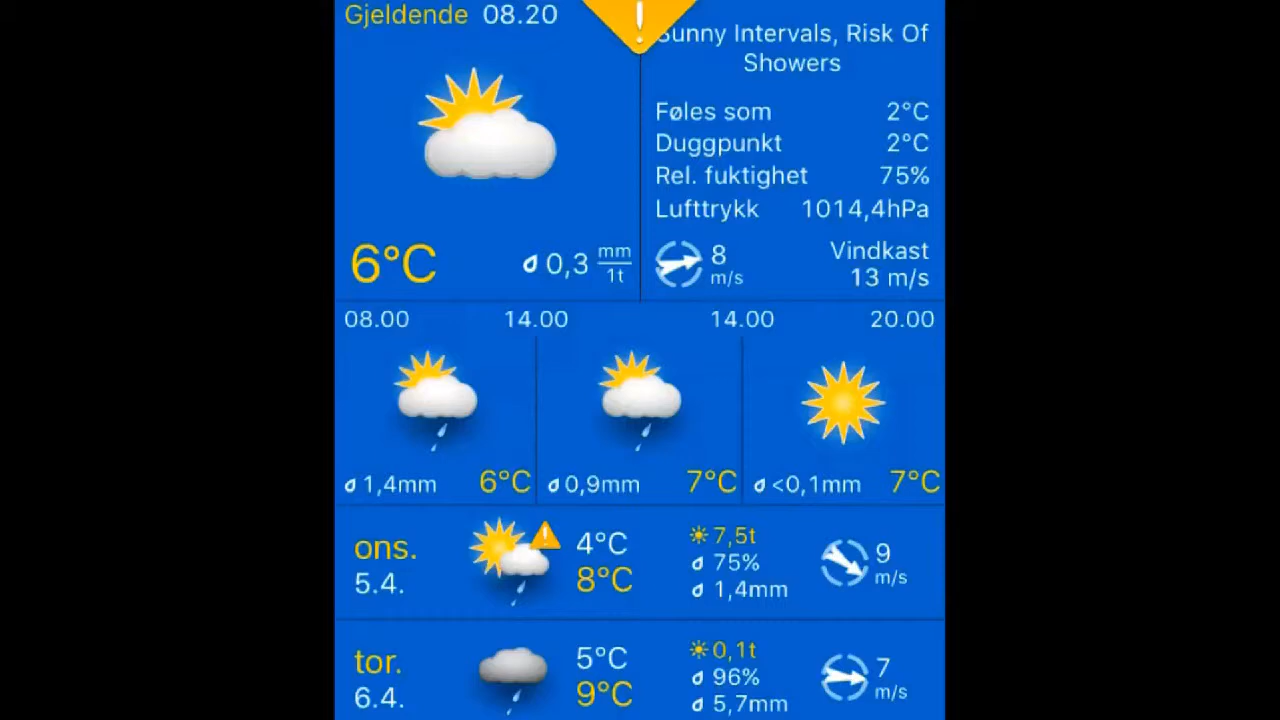 Gjeldende 08.20
Sunny Intervals, Risk Of
Showers
Føles som 2°C
Duggpunkt 2°C
Rel. fuktighet 75%
Lufttrykk 1014,4hPa
6°C 0,3 mm/1t
8 m/s
Vindkast
13 m/s
08.00 14.00 14.00 20.00
1,4mm 6°C 0,9mm 7°C <0,1mm 7°C
ons.
5.4.
4°C
8°C
7,5t
75%
1,4mm
9
m/s
tor.
6.4.
5°C
9°C
0,1t
96%
5,7mm
7
m/s